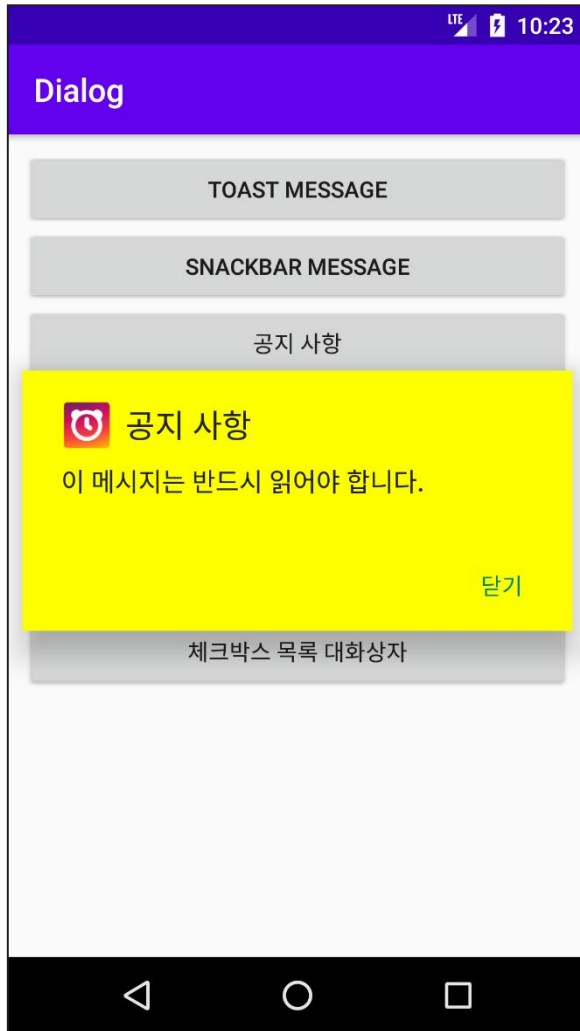 LTE 10:23
Dialog
TOAST MESSAGE
SNACKBAR MESSAGE
공지 사항
공지 사항
이 메시지는 반드시 읽어야 합니다.
닫기
체크박스 목록 대화상자